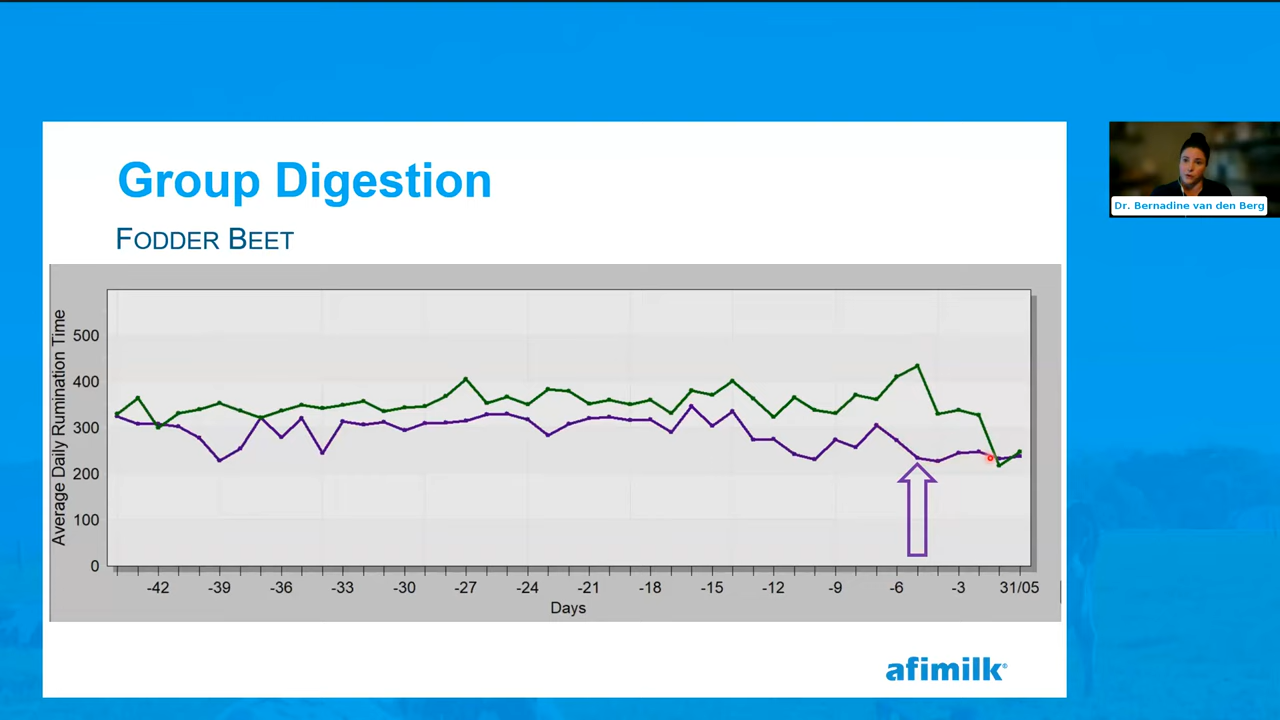 Group Digestion
FODDER BEET
Average Daily Rumination Time
500
400
300
200
100
0
-42 -39 -36 -33 -30 -27 -24 -21 -18 -15 -12 -9 -6 -3 31/05
Days
afimilk®
Dr. Bernadine van den Berg